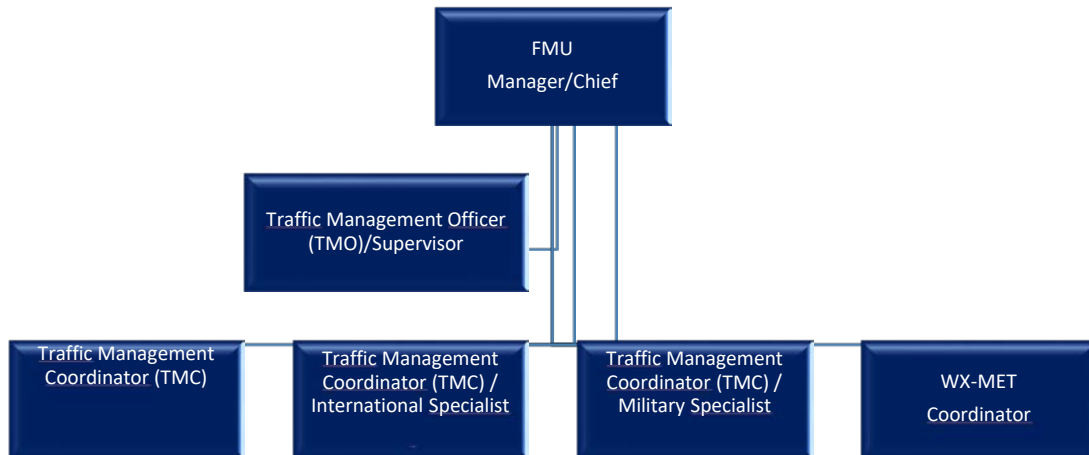 FMU
Manager/Chief
Traffic Management Officer
(TMO)/Supervisor
Traffic Management
Coordinator (TMC)
Traffic Management
Coordinator (TMC) /
International Specialist
Traffic Management
Coordinator (TMC) /
Military Specialist
WX-MET
Coordinator